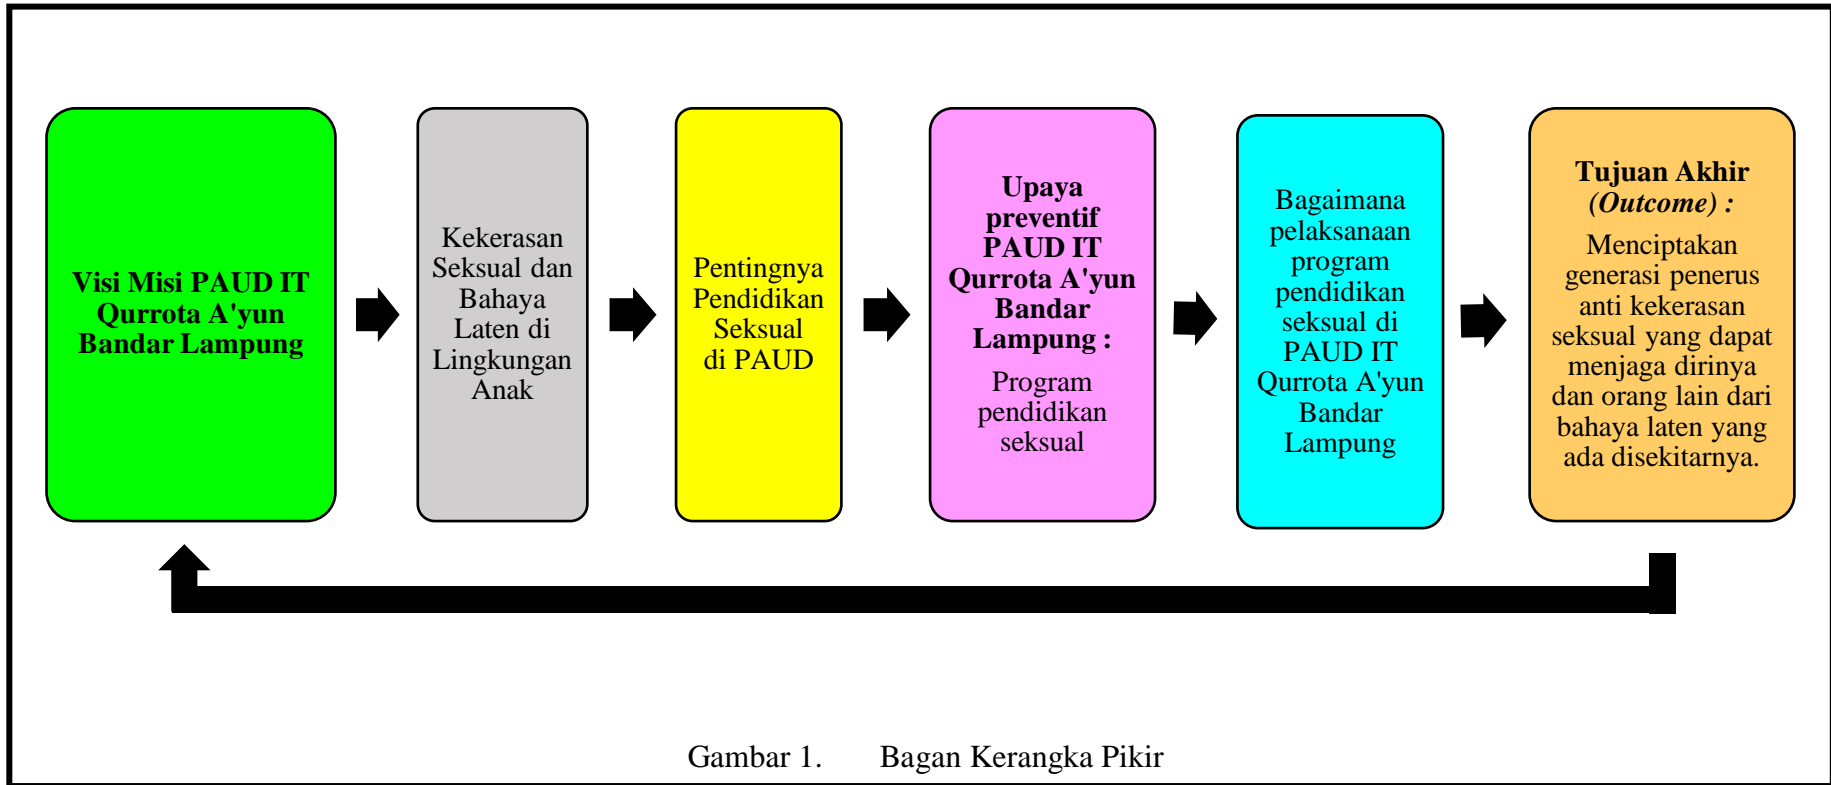 Visi Misi PAUD IT
Qurrota A'yun
Bandar Lampung
Kekerasan
Seksual dan
Bahaya
Laten di
Lingkungan
Anak
Pentingnya
Pendidikan
Seksual
di PAUD
Upaya
preventif
PAUD IT
Qurrota A'yun
Bandar
Lampung :
Program
pendidikan
seksual
Bagaimana
pelaksanaan
program
pendidikan
seksual di
PAUD IT
Qurrota A'yun
Bandar
Lampung
Tujuan Akhir
(Outcome) :
Menciptakan
generasi penerus
anti kekerasan
seksual yang dapat
menjaga dirinya
dan orang lain dari
bahaya laten yang
ada disekitarnya.
Gambar 1. Bagan Kerangka Pikir